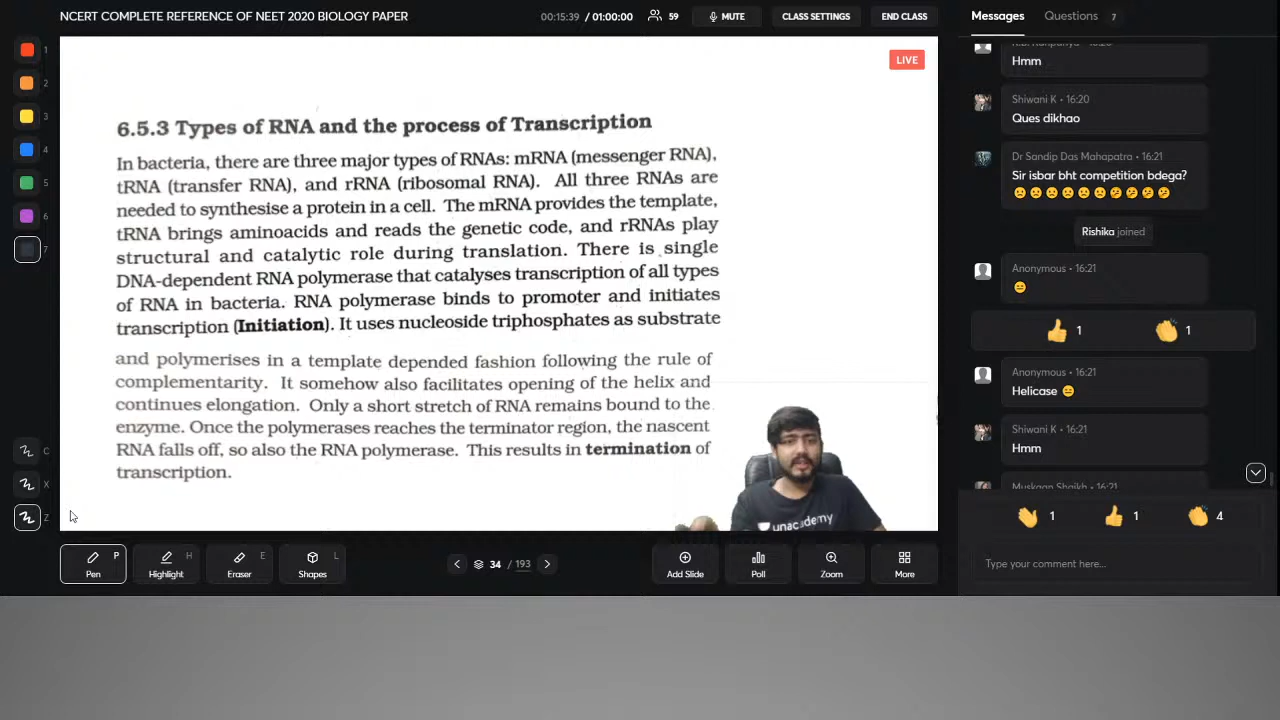 NCERT COMPLETE REFERENCE OF NEET 2020 BIOLOGY PAPER
00:15:39 / 01:00:00
59
MUTE
CLASS SETTINGS
END CLASS
Messages
Questions 7
1
2
3
4
5
6
7
C
X
Z
LIVE
6.5.3 Types of RNA and the process of Transcription
In bacteria, there are three major types of RNAs: mRNA (messenger RNA),
tRNA (transfer RNA), and rRNA (ribosomal RNA). All three RNAs are
needed to synthesise a protein in a cell. The mRNA provides the template,
tRNA brings aminoacids and reads the genetic code, and rRNAs play
structural and catalytic role during translation. There is single
DNA-dependent RNA polymerase that catalyses transcription of all types
of RNA in bacteria. RNA polymerase binds to promoter and initiates
transcription (Initiation). It uses nucleoside triphosphates as substrate
and polymerises in a template depended fashion following the rule of
complementarity. It somehow also facilitates opening of the helix and
continues elongation. Only a short stretch of RNA remains bound to the
enzyme. Once the polymerases reaches the terminator region, the nascent
RNA falls off, so also the RNA polymerase. This results in termination of
transcription.
unacademy
Pen P
Highlight H
Eraser E
Shapes L
34 / 193
Add Slide
Poll
Zoom
More
Hmm
Shiwani K • 16:20
Ques dikhao
Dr Sandip Das Mahapatra • 16:21
Sir isbar bht competition bdega?
Rishika joined
Anonymous • 16:21
1 1
Anonymous • 16:21
Helicase
Shiwani K • 16:21
Hmm
Muskaan Shaikh • 16:21
1 1 4
Type your comment here...